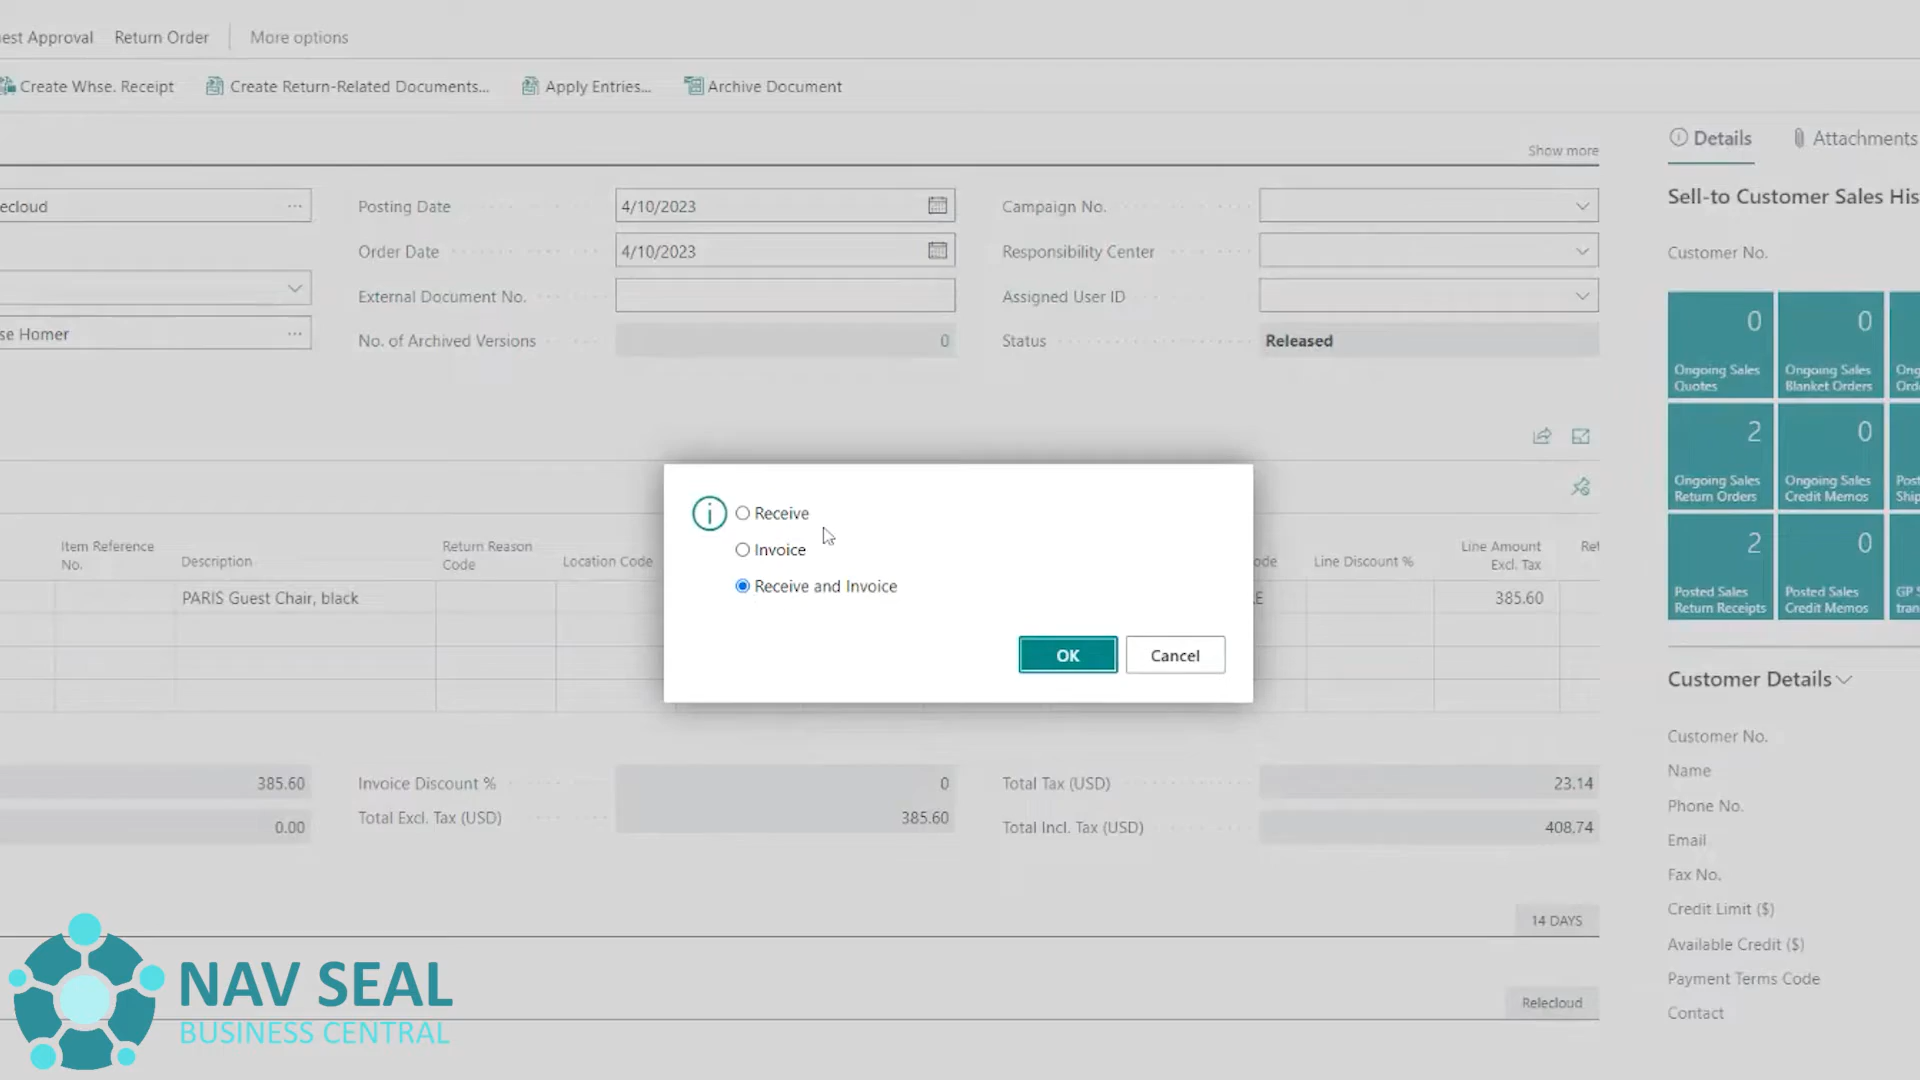 est Approval Return Order More options
Create Whse. Receipt Create Return-Related Documents... Apply Entries... Archive Document
Details Attachments
Show more
ecloud ... Posting Date 4/10/2023 Campaign No.
Sell-to Customer Sales His
Order Date 4/10/2023 Responsibility Center
Customer No.
External Document No. Assigned User ID
se Homer ... No. of Archived Versions 0 Status Released
0 0
Ongoing Sales Ongoing Sales Ong
Quotes Blanket Orders Ord
2 0
Ongoing Sales Ongoing Sales Post
Return Orders Credit Memos Ship
2 0
Posted Sales Posted Sales GP S
Return Receipts Credit Memos tran
Receive
Invoice
Receive and Invoice
OK Cancel
Item Reference Return Reason Line Amount
No. Description Code Location Code ode Line Discount % Excl. Tax Ret
PARIS Guest Chair, black E 385.60
385.60 Invoice Discount % 0 Total Tax (USD) 23.14
0.00 Total Excl. Tax (USD) 385.60 Total Incl. Tax (USD) 408.74
14 DAYS
Relecloud
Customer Details
Customer No.
Name
Phone No.
Email
Fax No.
Credit Limit ($)
Available Credit ($)
Payment Terms Code
Contact
NAV SEAL
BUSINESS CENTRAL